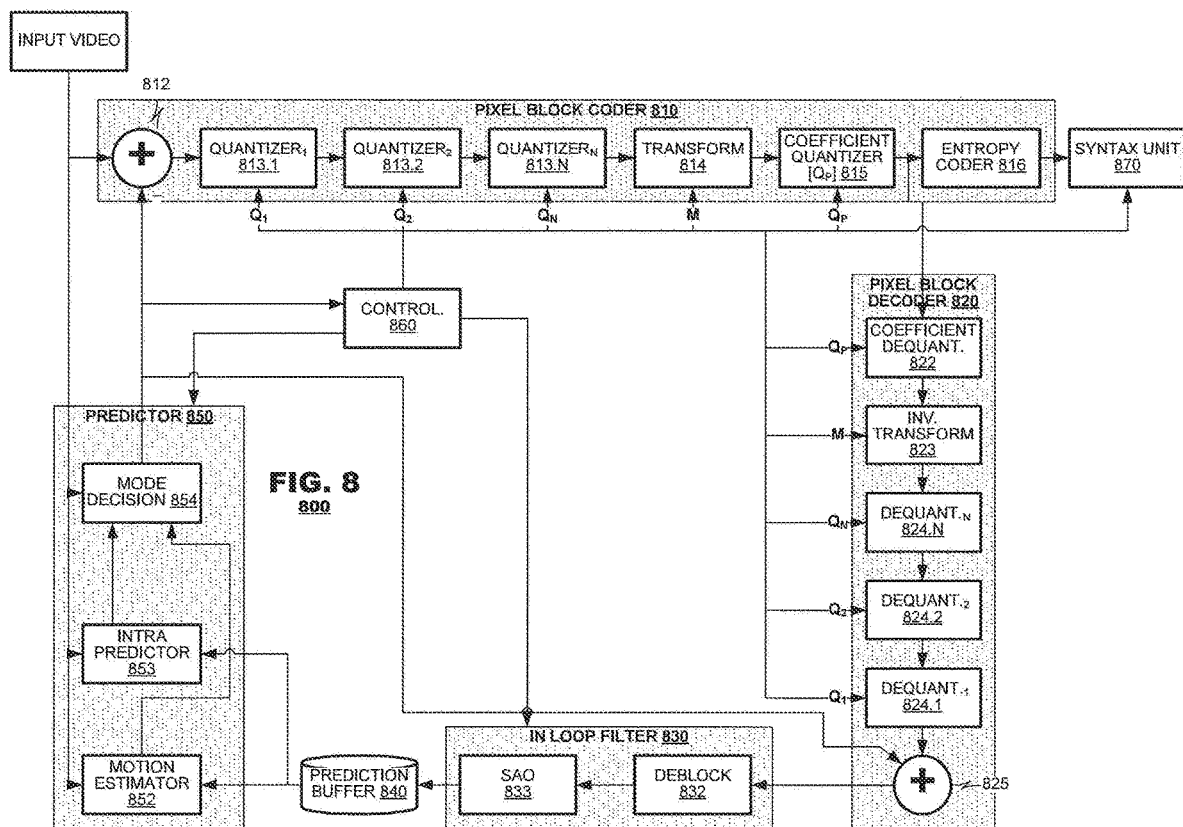 INPUT VIDEO
812
PIXEL BLOCK CODER 810
+
QUANTIZER1
813.1
QUANTIZER2
813.2
QUANTIZERN
813.N
TRANSFORM
814
COEFFICIENT
QUANTIZER
[QP] 815
ENTROPY
CODER 816
SYNTAX UNIT
870
-
Q1
Q2
QN
M
QP
CONTROL.
860
PIXEL BLOCK
DECODER 820
QP
COEFFICIENT
DEQUANT.
822
M
INV.
TRANSFORM
823
QN
DEQUANT.N
824.N
Q2
DEQUANT.2
824.2
Q1
DEQUANT.1
824.1
+
825
PREDICTOR 850
MODE
DECISION 854
FIG. 8
800
INTRA
PREDICTOR
853
MOTION
ESTIMATOR
852
PREDICTION
BUFFER 840
IN LOOP FILTER 830
SAO
833
DEBLOCK
832